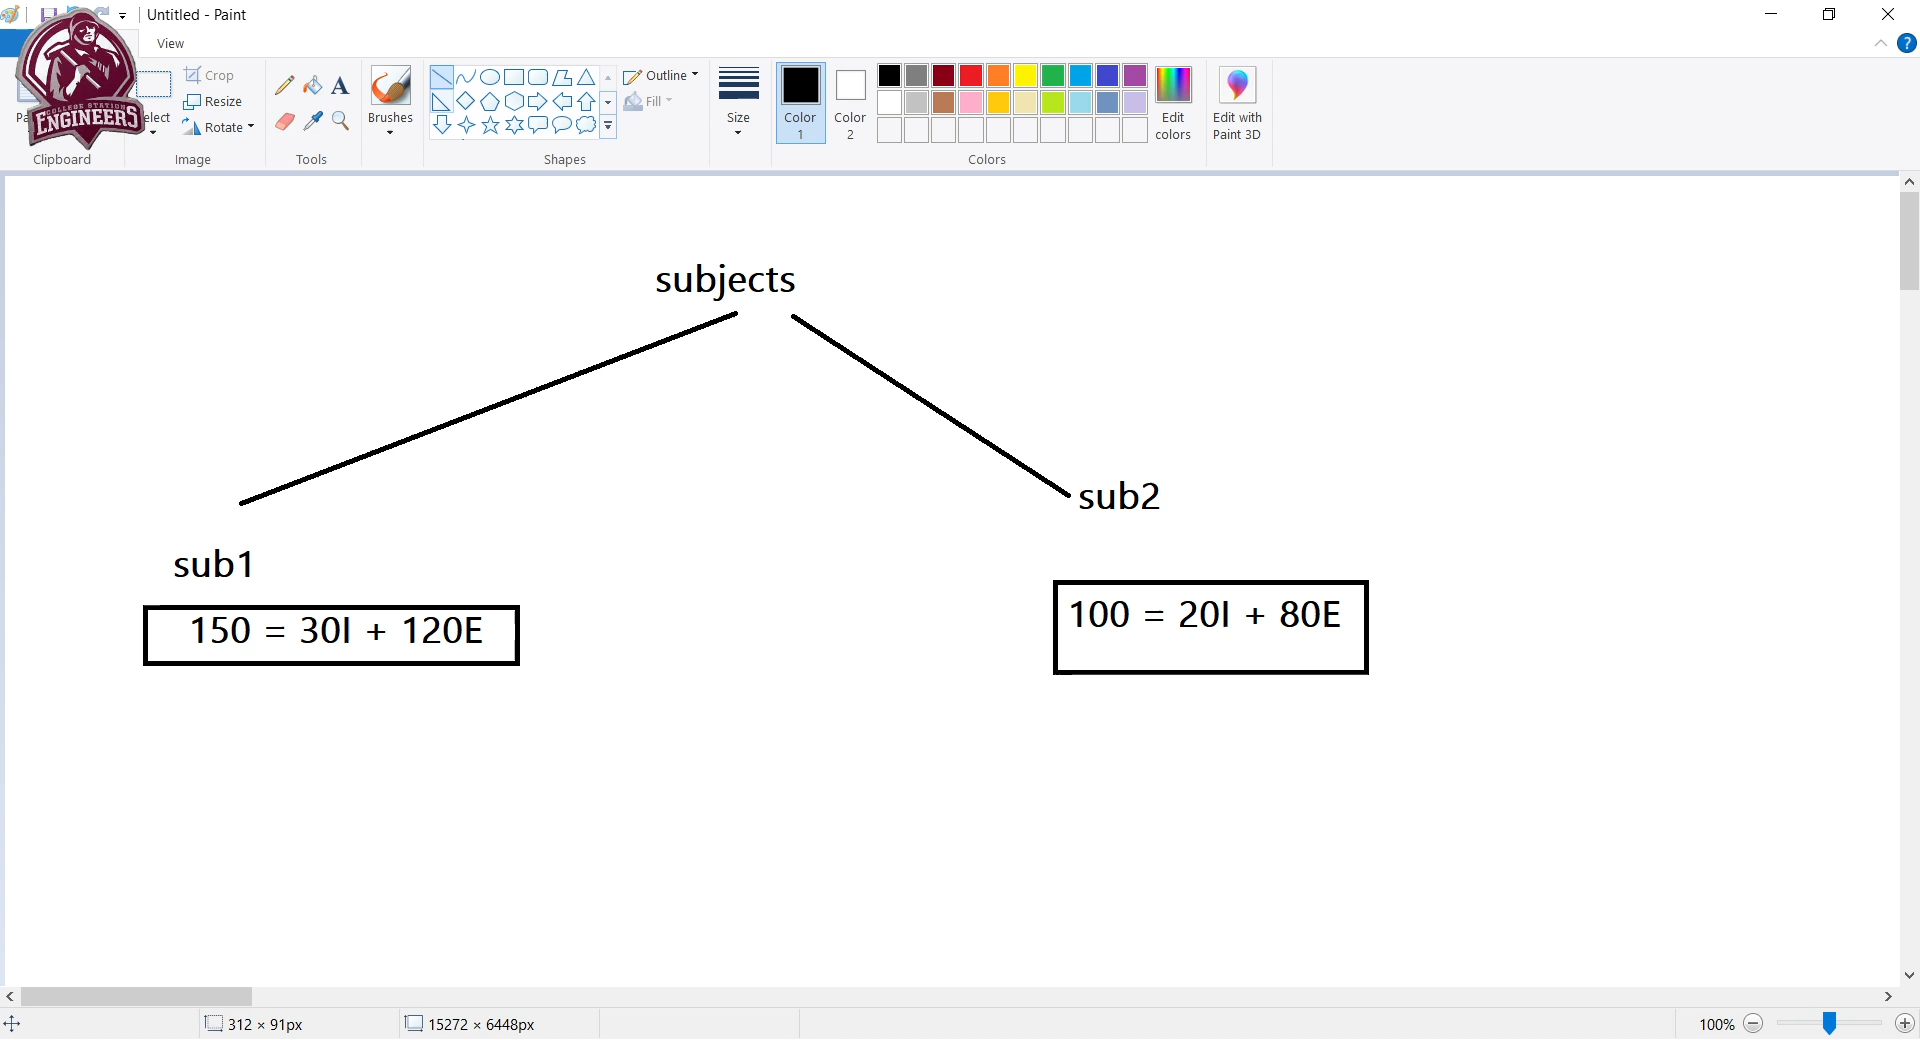 Untitled - Paint
View
Crop
Resize
Rotate
Brushes
Outline
Fill
Size
Color
1
Color
2
Edit
colors
Edit with
Paint 3D
Clipboard
Image
Tools
Shapes
Colors
COLLEGE STATION
ENGINEERS
subjects
sub2
sub1
100 = 20I + 80E
150 = 30I + 120E
312 × 91px
15272 × 6448px
100%